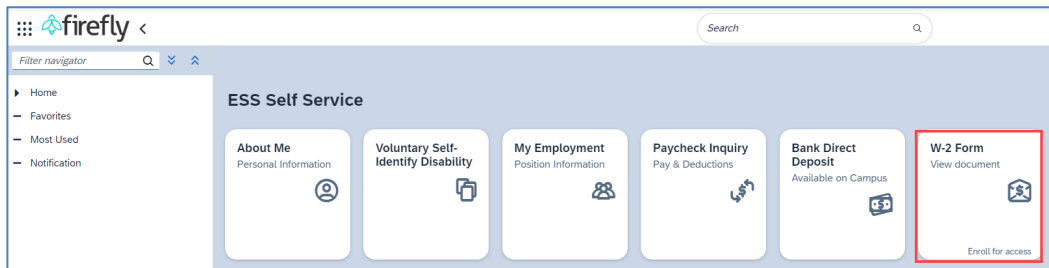 firefly
Search
Filter navigator
Home
Favorites
Most Used
Notification
ESS Self Service
About Me
Personal Information
Voluntary Self-
Identify Disability
My Employment
Position Information
Paycheck Inquiry
Pay & Deductions
Bank Direct
Deposit
Available on Campus
W-2 Form
View document
Enroll for access